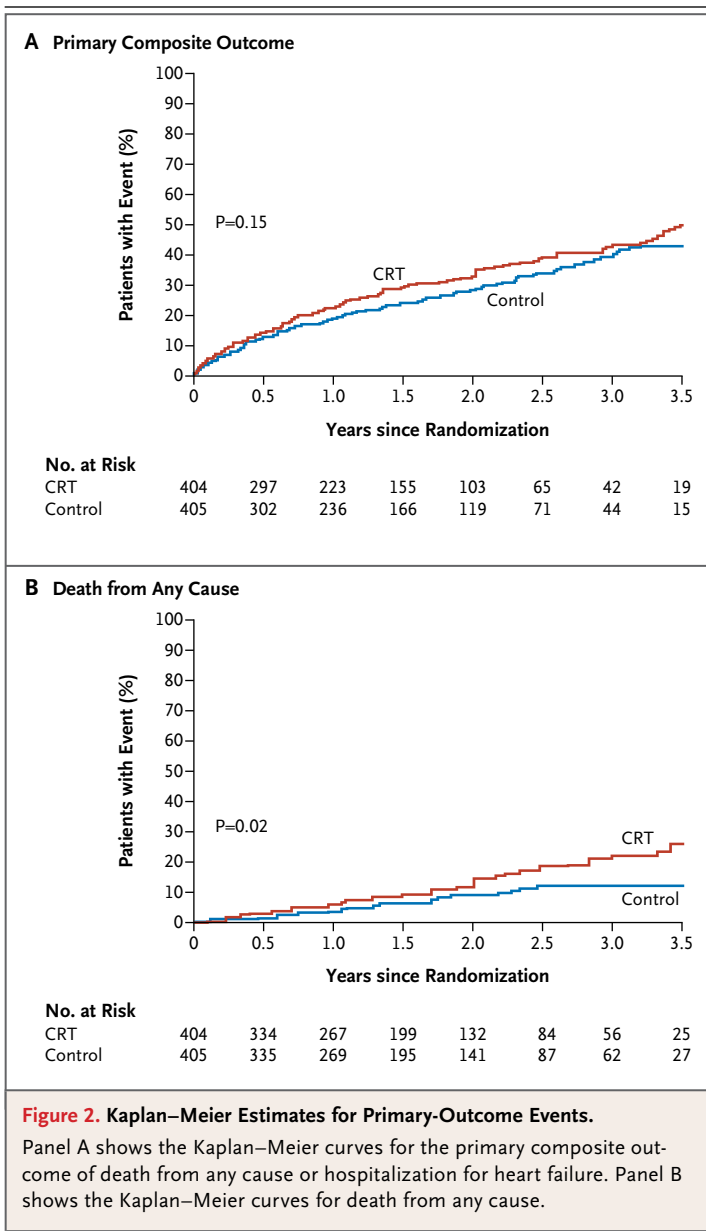 A Primary Composite Outcome
Patients with Event (%)
100
90
80
70
60
50
40
30
20
10
0
P=0.15
CRT
Control
0 0.5 1.0 1.5 2.0 2.5 3.0 3.5
Years since Randomization
No. at Risk
CRT 404 297 223 155 103 65 42 19
Control 405 302 236 166 119 71 44 15
B Death from Any Cause
Patients with Event (%)
100
90
80
70
60
50
40
30
20
10
0
P=0.02
CRT
Control
0 0.5 1.0 1.5 2.0 2.5 3.0 3.5
Years since Randomization
No. at Risk
CRT 404 334 267 199 132 84 56 25
Control 405 335 269 195 141 87 62 27
Figure 2. Kaplan–Meier Estimates for Primary-Outcome Events.
Panel A shows the Kaplan–Meier curves for the primary composite out-
come of death from any cause or hospitalization for heart failure. Panel B
shows the Kaplan–Meier curves for death from any cause.